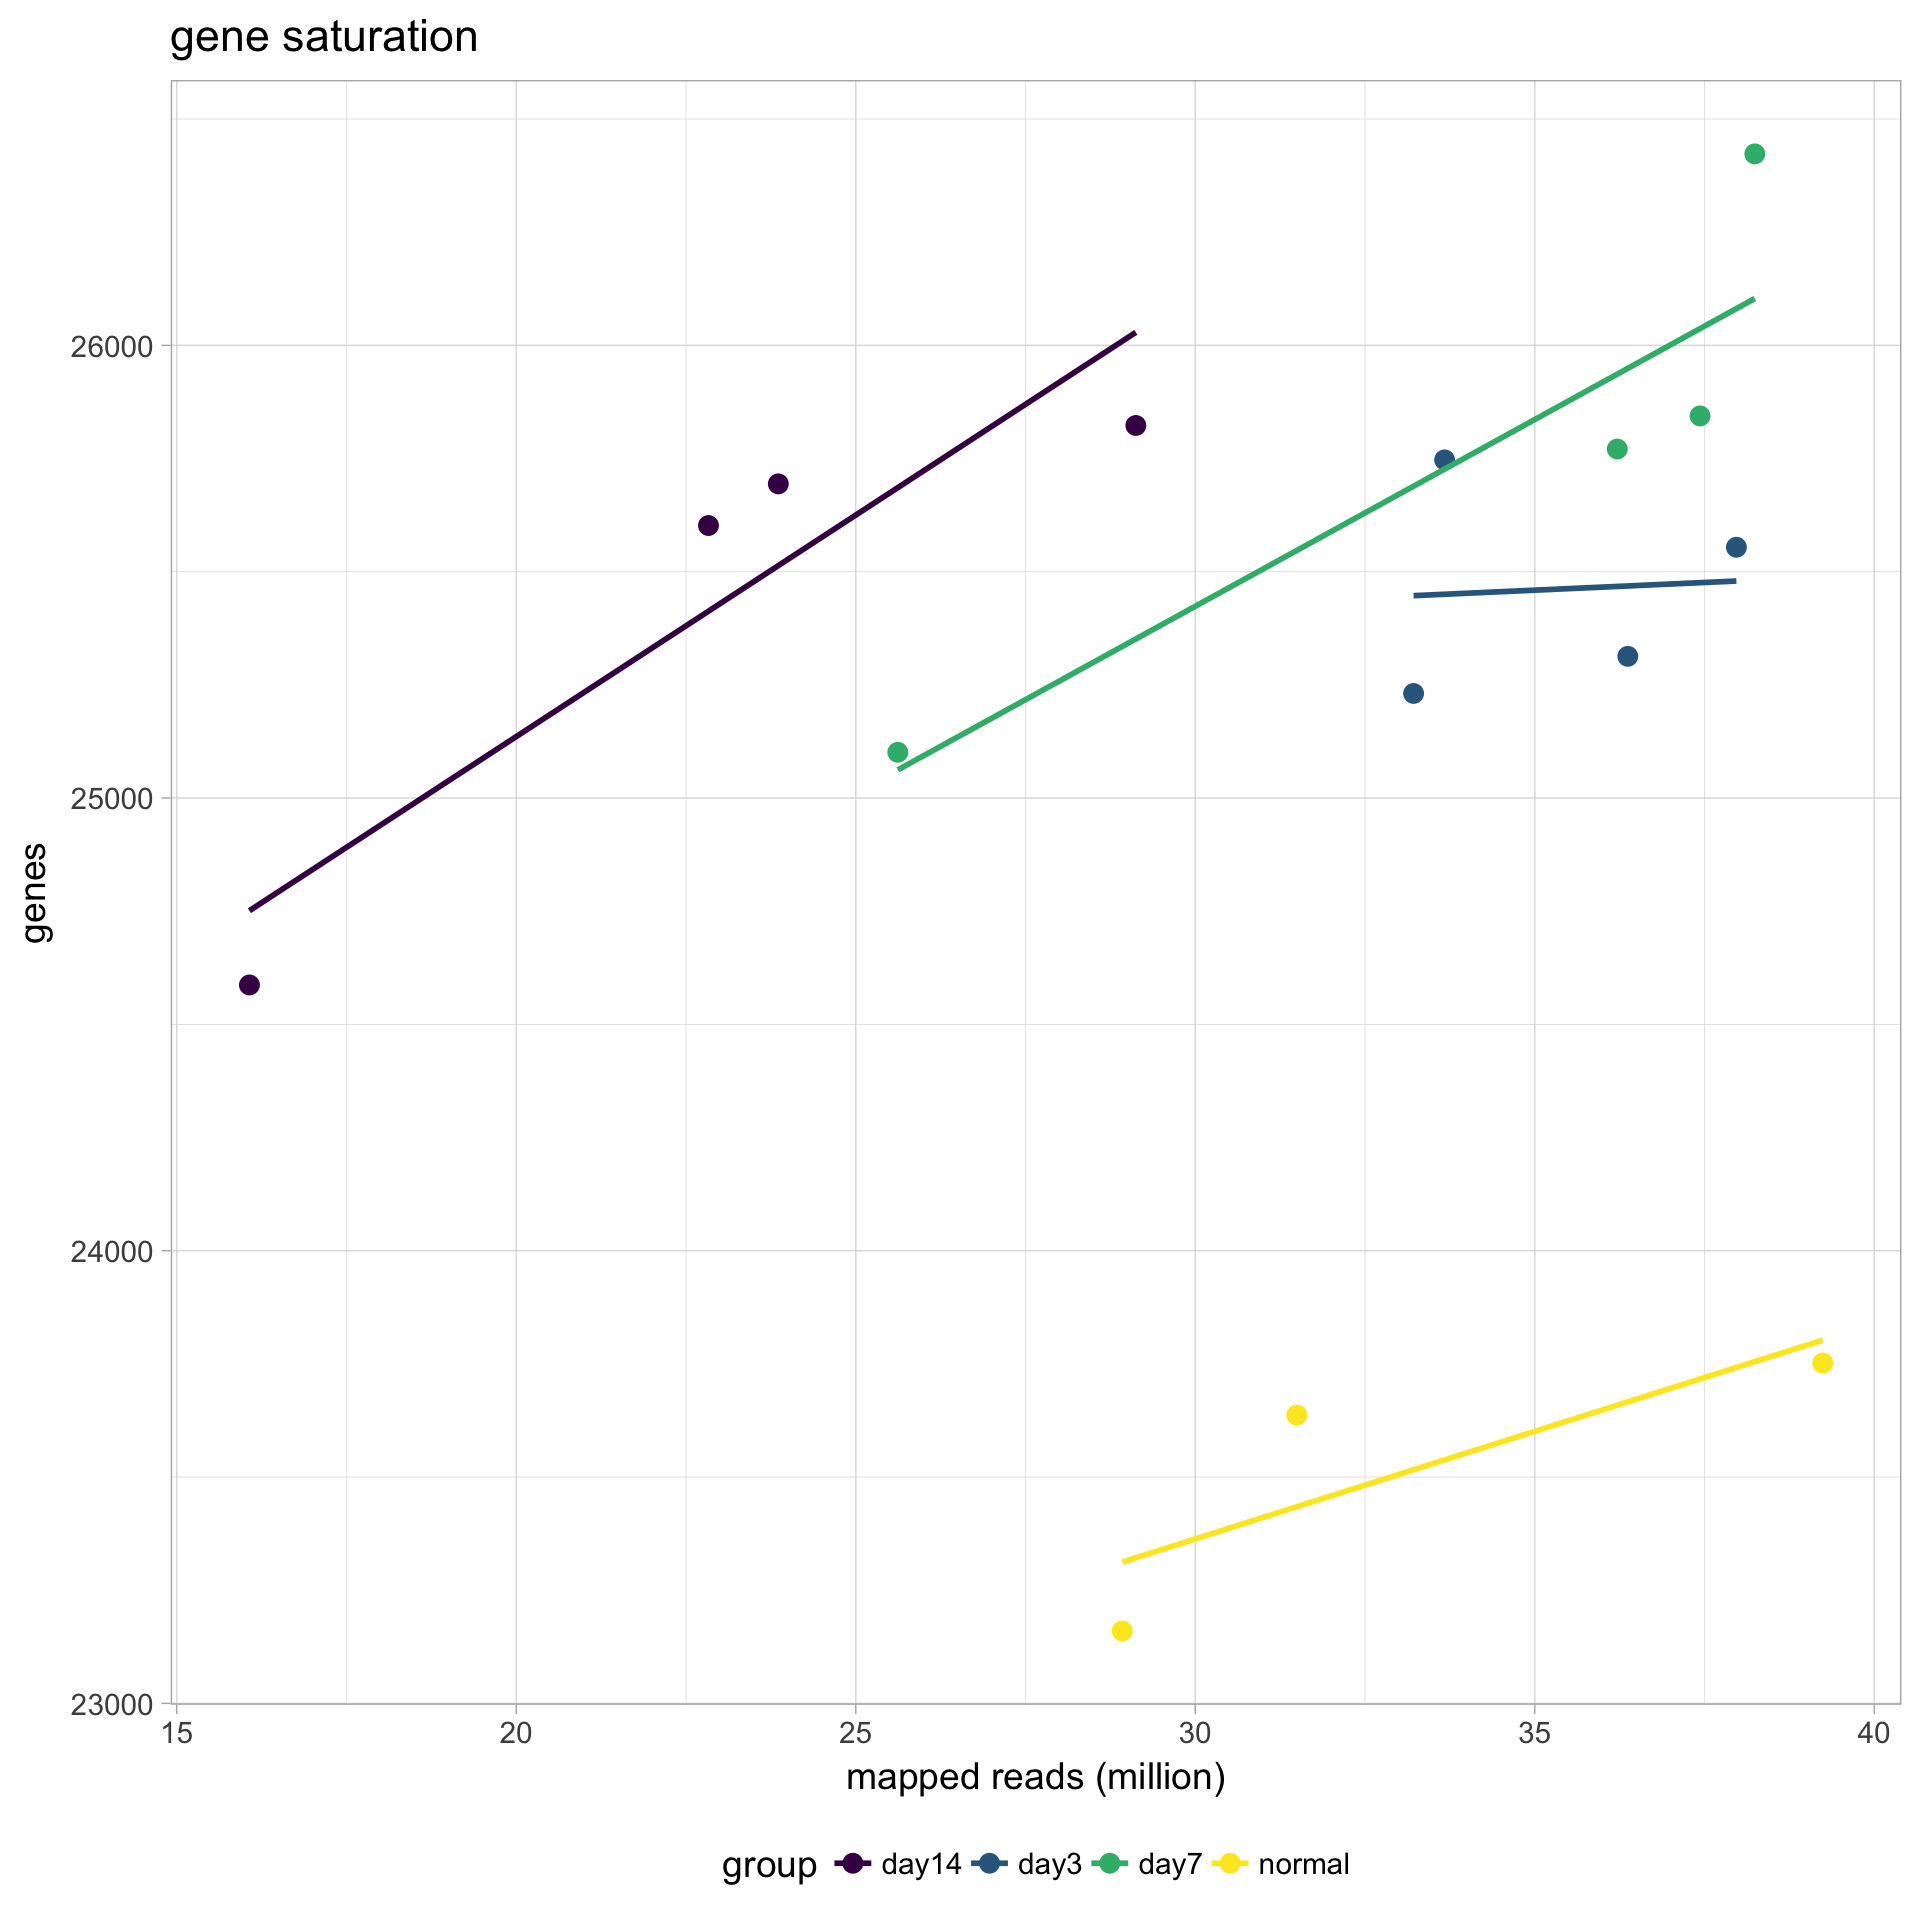 gene saturation
26000
25000
24000
23000
genes
15 20 25 30 35 40
mapped reads (million)
group day14 day3 day7 normal